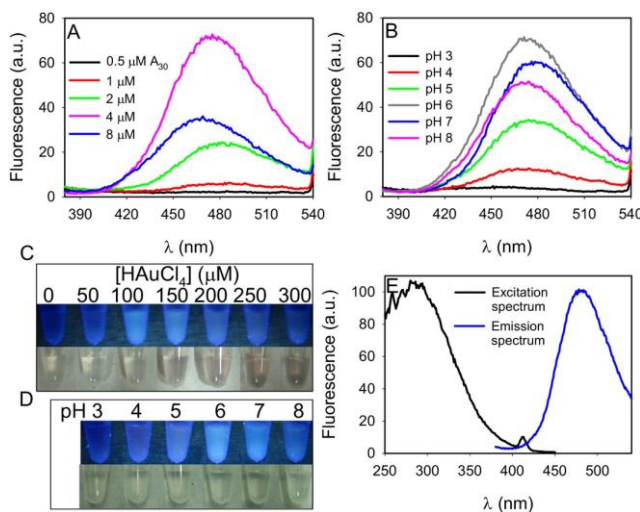 A
Fluorescence (a.u.)
80
60
40
20
0
0.5 μM A30
1 μM
2 μM
4 μM
8 μM
390 420 450 480 510 540
λ (nm)
B
Fluorescence (a.u.)
80
60
40
20
0
pH 3
pH 4
pH 5
pH 6
pH 7
pH 8
390 420 450 480 510 540
λ (nm)
C
[HAuCl4] (μM)
0 50 100 150 200 250 300
D
pH 3 4 5 6 7 8
E
Fluorescence (a.u.)
100
80
60
40
20
0
Excitation
spectrum
Emission
spectrum
250 300 350 400 450 500
λ (nm)